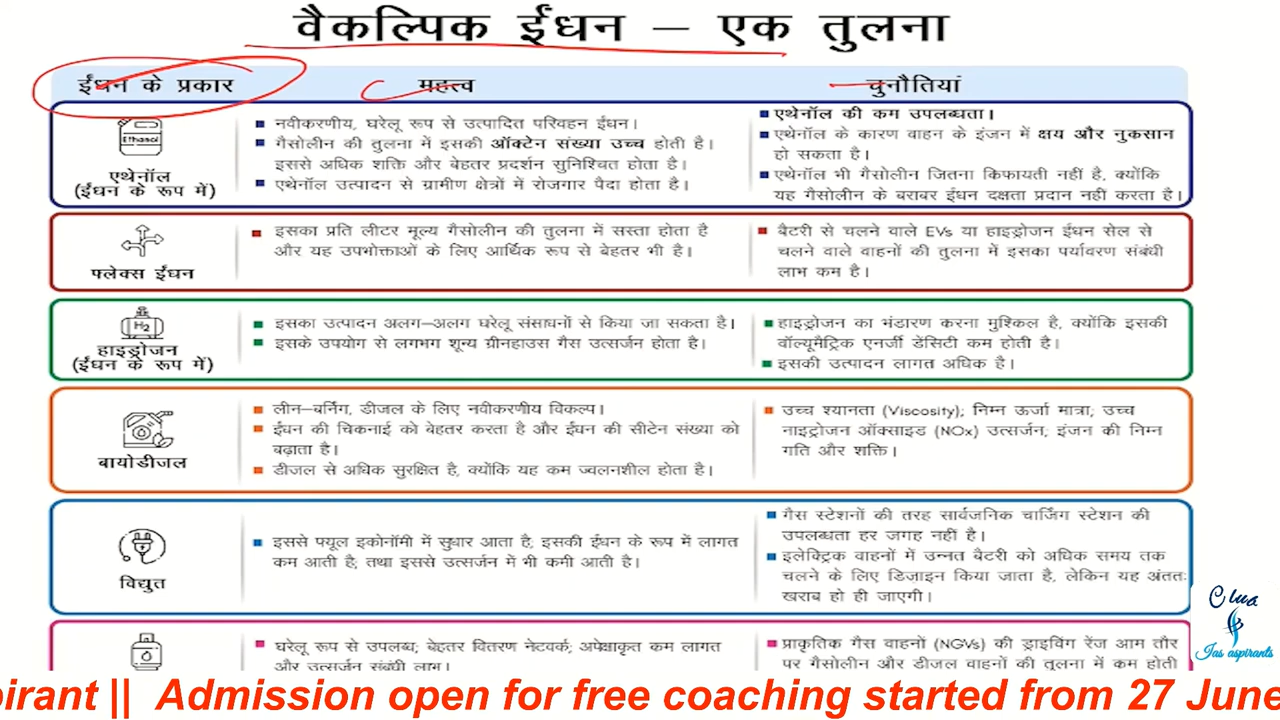 वैकल्पिक ईंधन – एक तुलना
ईंधन के प्रकार महत्व चुनौतियां
Ethanol
एथेनॉल
(ईंधन के रूप में)
नवीकरणीय, घरेलू रूप से उत्पादित परिवहन ईंधन।
गैसोलीन की तुलना में इसकी ऑक्टेन संख्या उच्च होती है।
इससे अधिक शक्ति और बेहतर प्रदर्शन सुनिश्चित होता है।
एथेनॉल उत्पादन से ग्रामीण क्षेत्रों में रोजगार पैदा होता है।
एथेनॉल की कम उपलब्धता।
एथेनॉल के कारण वाहन के इंजन में क्षय और नुकसान
हो सकता है।
एथेनॉल भी गैसोलीन जितना किफायती नहीं है, क्योंकि
यह गैसोलीन के बराबर ईंधन दक्षता प्रदान नहीं करता है।
फ्लेक्स ईंधन
इसका प्रति लीटर मूल्य गैसोलीन की तुलना में सस्ता होता है
और यह उपभोक्ताओं के लिए आर्थिक रूप से बेहतर भी है।
बैटरी से चलने वाले EVs या हाइड्रोजन ईंधन सेल से
चलने वाले वाहनों की तुलना में इसका पर्यावरण संबंधी
लाभ कम है।
H2
हाइड्रोजन
(ईंधन के रूप में)
इसका उत्पादन अलग–अलग घरेलू संसाधनों से किया जा सकता है।
इसके उपयोग से लगभग शून्य ग्रीनहाउस गैस उत्सर्जन होता है।
हाइड्रोजन का भंडारण करना मुश्किल है, क्योंकि इसकी
वॉल्यूमैट्रिक एनर्जी डेंसिटी कम होती है।
इसकी उत्पादन लागत अधिक है।
बायोडीजल
लीन–बर्निंग, डीजल के लिए नवीकरणीय विकल्प।
ईंधन की चिकनाई को बेहतर करता है और ईंधन की सीटेन संख्या को
बढ़ाता है।
डीजल से अधिक सुरक्षित है, क्योंकि यह कम ज्वलनशील होता है।
उच्च श्यानता (Viscosity); निम्न ऊर्जा मात्रा; उच्च
नाइट्रोजन ऑक्साइड (NOx) उत्सर्जन; इंजन की निम्न
गति और शक्ति।
विद्युत
इससे फ्यूल इकोनॉमी में सुधार आता है; इसकी ईंधन के रूप में लागत
कम आती है; तथा इससे उत्सर्जन में भी कमी आती है।
गैस स्टेशनों की तरह सार्वजनिक चार्जिंग स्टेशन की
उपलब्धता हर जगह नहीं है।
इलेक्ट्रिक वाहनों में उन्नत बैटरी को अधिक समय तक
चलने के लिए डिजाइन किया जाता है, लेकिन यह अंततः
खराब हो ही जाएगी।
घरेलू रूप से उपलब्ध; बेहतर वितरण नेटवर्क; अपेक्षाकृत कम लागत
और उत्सर्जन संबंधी लाभ।
प्राकृतिक गैस वाहनों (NGVs) की ड्राइविंग रेंज आम तौर
पर गैसोलीन और डीजल वाहनों की तुलना में कम होती
Ias aspirants
pirant || Admission open for free coaching started from 27 June